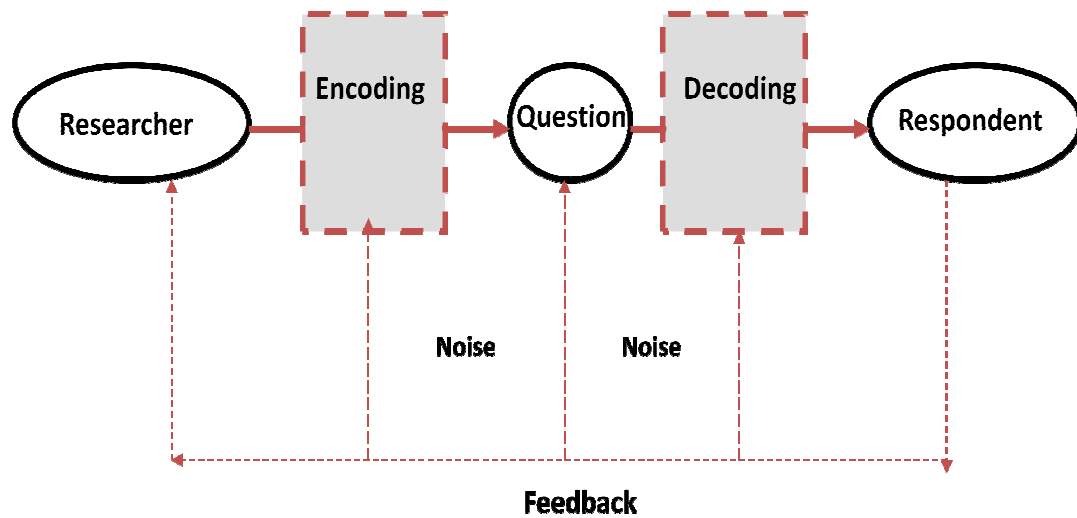 Encoding
Decoding
Researcher
Question
Respondent
Noise
Noise
Feedback